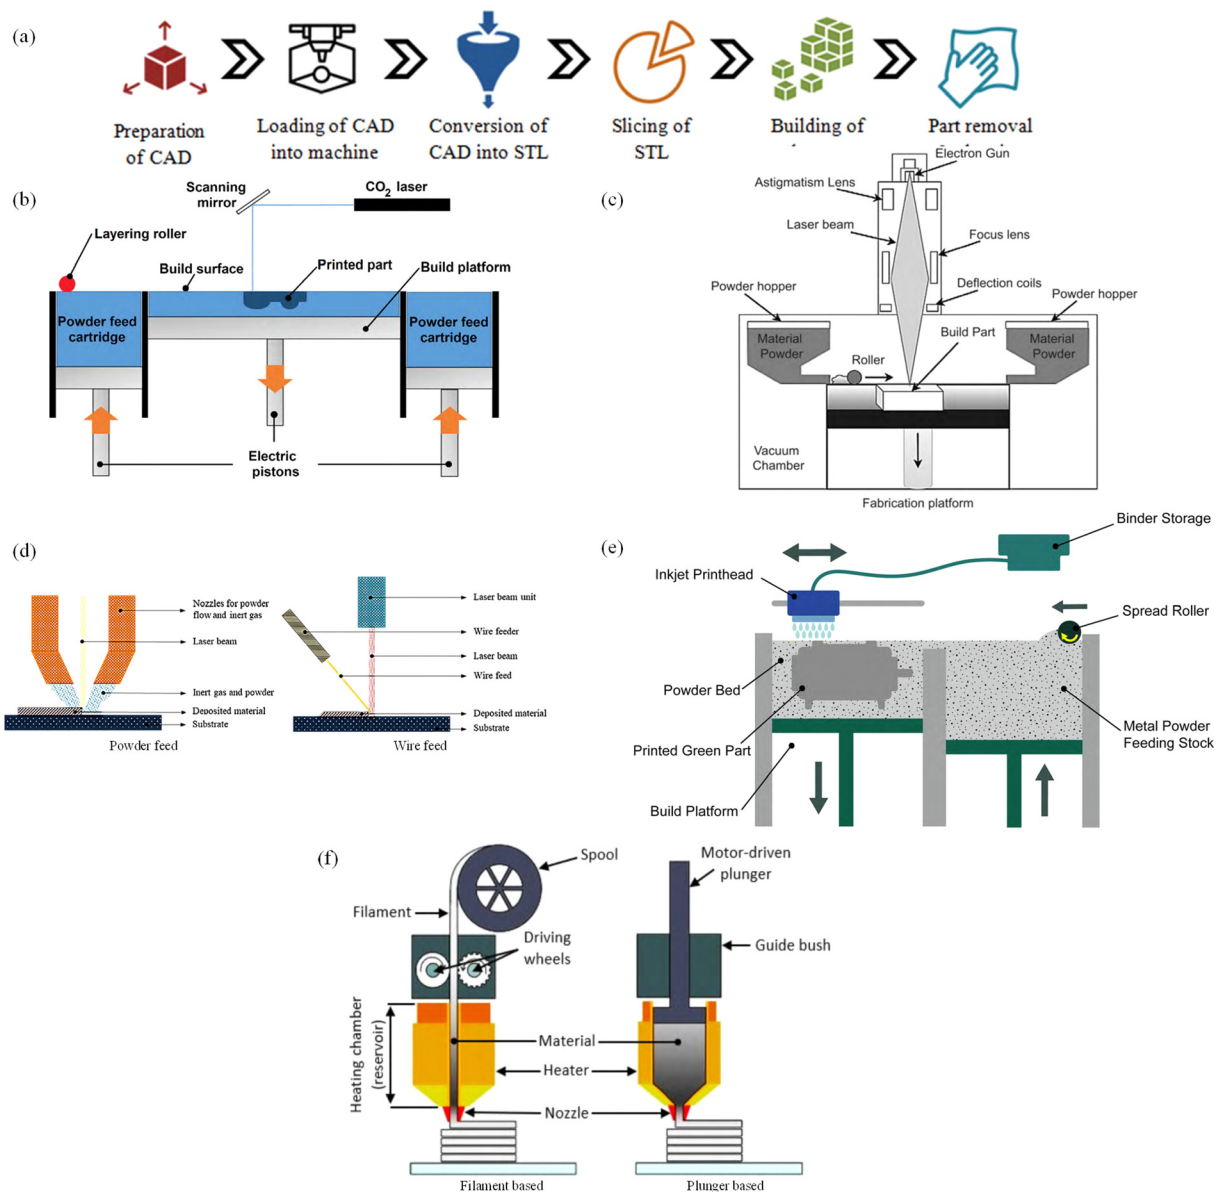 (a)
Preparation
of CAD
Loading of CAD
into machine
Conversion of
CAD into STL
Slicing of
STL
Building of
Part removal
(b)
Scanning
mirror
CO2 laser
Layering roller
Build surface
Printed part
Build platform
Powder feed
cartridge
Powder feed
cartridge
Electric
pistons
(c)
Electron Gun
Astigmatism Lens
Laser beam
Focus lens
Deflection coils
Powder hopper
Powder hopper
Material
Powder
Roller
Build Part
Material
Powder
Vacuum
Chamber
Fabrication platform
(d)
Nozzles for powder
flow and inert gas
Laser beam
Inert gas and powder
Deposited material
Substrate
Powder feed
Laser beam unit
Wire feeder
Laser beam
Wire feed
Deposited material
Substrate
Wire feed
(e)
Binder Storage
Inkjet Printhead
Spread Roller
Powder Bed
Printed Green Part
Metal Powder
Feeding Stock
Build Platform
(f)
Spool
Filament
Driving
wheels
Motor-driven
plunger
Guide bush
Heating chamber
(reservoir)
Material
Heater
Nozzle
Filament based
Plunger based